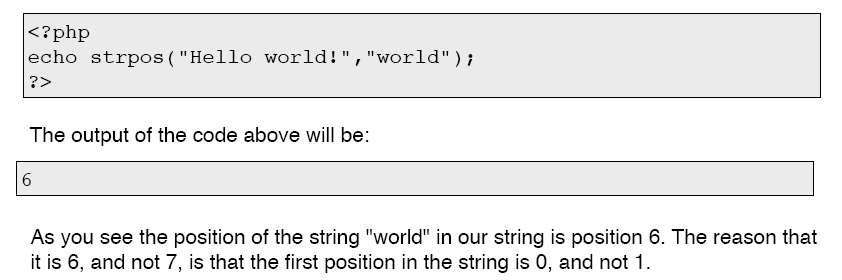 <?php
echo strpos("Hello world!","world");
?>
The output of the code above will be:
6
As you see the position of the string "world" in our string is position 6. The reason that
it is 6, and not 7, is that the first position in the string is 0, and not 1.